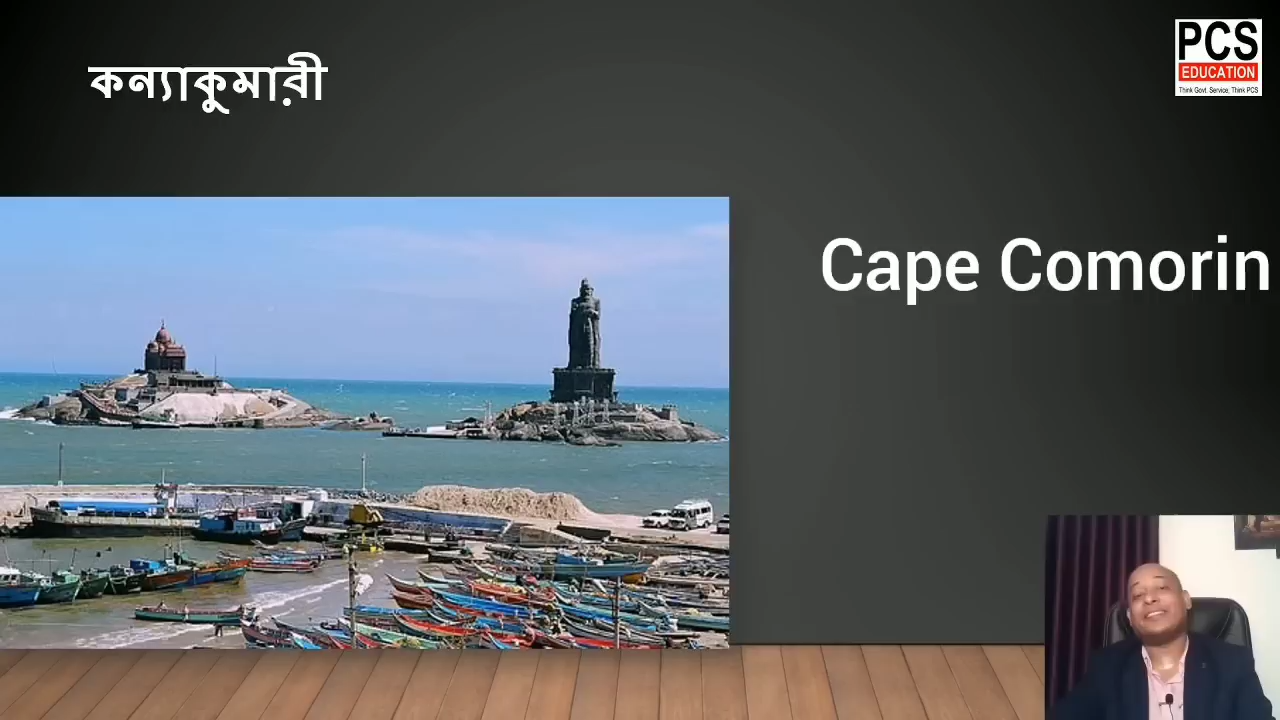 কন্যাকুমারী
PCS
EDUCATION
Think Govt. Service, Think PCS
Cape Comorin